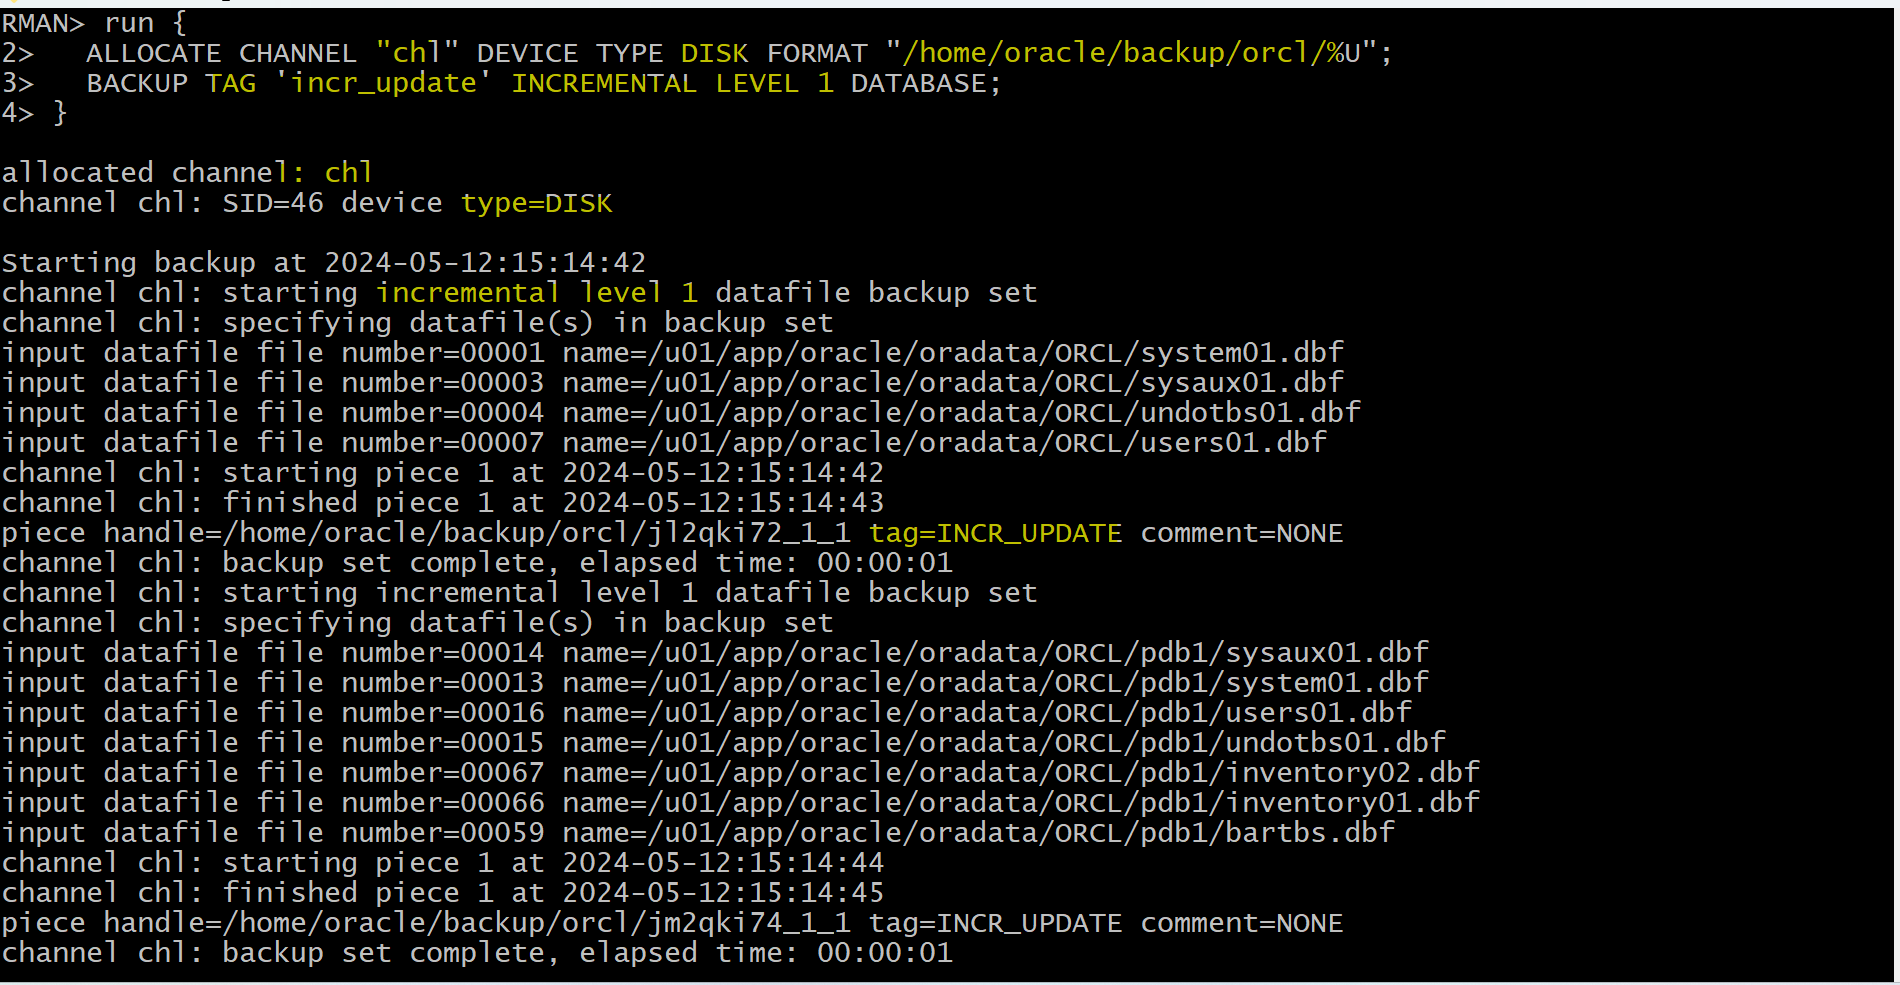 RMAN> run {
2>   ALLOCATE CHANNEL "chl" DEVICE TYPE DISK FORMAT "/home/oracle/backup/orcl/%U";
3>   BACKUP TAG 'incr_update' INCREMENTAL LEVEL 1 DATABASE;
4> }
allocated channel: chl
channel chl: SID=46 device type=DISK
Starting backup at 2024-05-12:15:14:42
channel chl: starting incremental level 1 datafile backup set
channel chl: specifying datafile(s) in backup set
input datafile file number=00001 name=/u01/app/oracle/oradata/ORCL/system01.dbf
input datafile file number=00003 name=/u01/app/oracle/oradata/ORCL/sysaux01.dbf
input datafile file number=00004 name=/u01/app/oracle/oradata/ORCL/undotbs01.dbf
input datafile file number=00007 name=/u01/app/oracle/oradata/ORCL/users01.dbf
channel chl: starting piece 1 at 2024-05-12:15:14:42
channel chl: finished piece 1 at 2024-05-12:15:14:43
piece handle=/home/oracle/backup/orcl/jl2qki72_1_1 tag=INCR_UPDATE comment=NONE
channel chl: backup set complete, elapsed time: 00:00:01
channel chl: starting incremental level 1 datafile backup set
channel chl: specifying datafile(s) in backup set
input datafile file number=00014 name=/u01/app/oracle/oradata/ORCL/pdb1/sysaux01.dbf
input datafile file number=00013 name=/u01/app/oracle/oradata/ORCL/pdb1/system01.dbf
input datafile file number=00016 name=/u01/app/oracle/oradata/ORCL/pdb1/users01.dbf
input datafile file number=00015 name=/u01/app/oracle/oradata/ORCL/pdb1/undotbs01.dbf
input datafile file number=00067 name=/u01/app/oracle/oradata/ORCL/pdb1/inventory02.dbf
input datafile file number=00066 name=/u01/app/oracle/oradata/ORCL/pdb1/inventory01.dbf
input datafile file number=00059 name=/u01/app/oracle/oradata/ORCL/pdb1/bartbs.dbf
channel chl: starting piece 1 at 2024-05-12:15:14:44
channel chl: finished piece 1 at 2024-05-12:15:14:45
piece handle=/home/oracle/backup/orcl/jm2qki74_1_1 tag=INCR_UPDATE comment=NONE
channel chl: backup set complete, elapsed time: 00:00:01